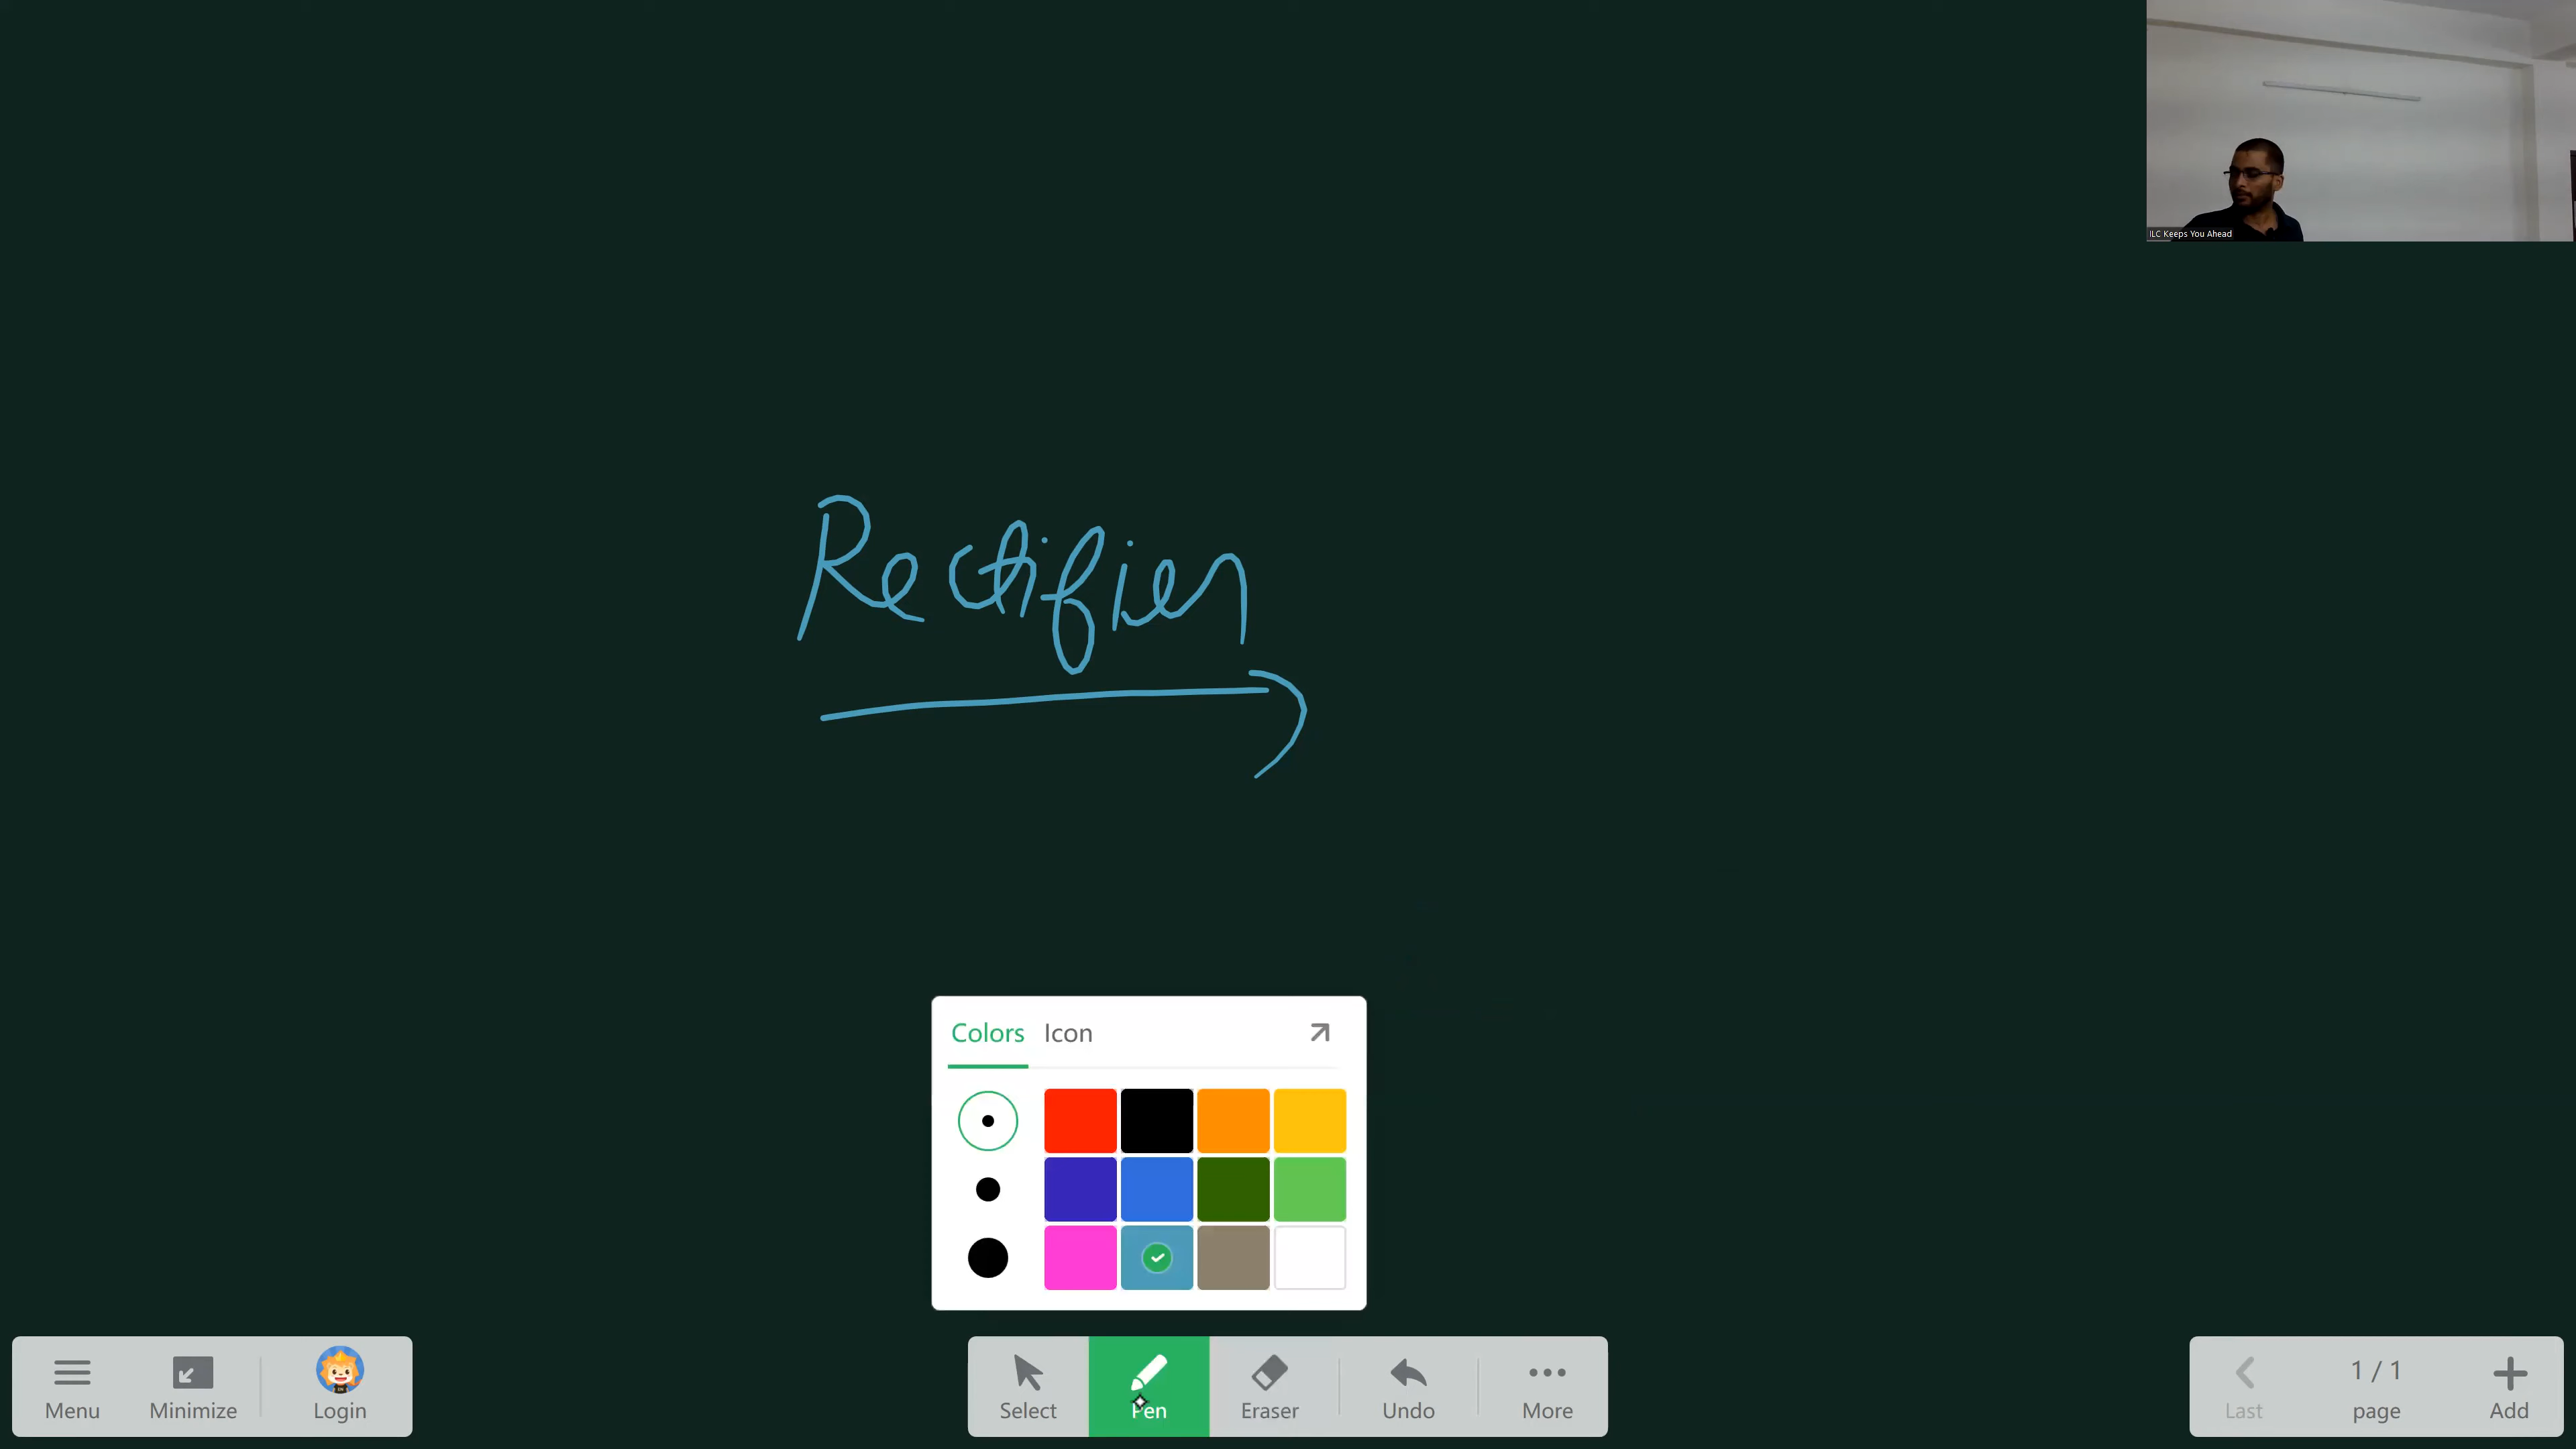 ILC Keeps You Ahead
Rectifier
Colors Icon
Menu Minimize Login
Select Pen Eraser Undo More
1 / 1
Last page Add